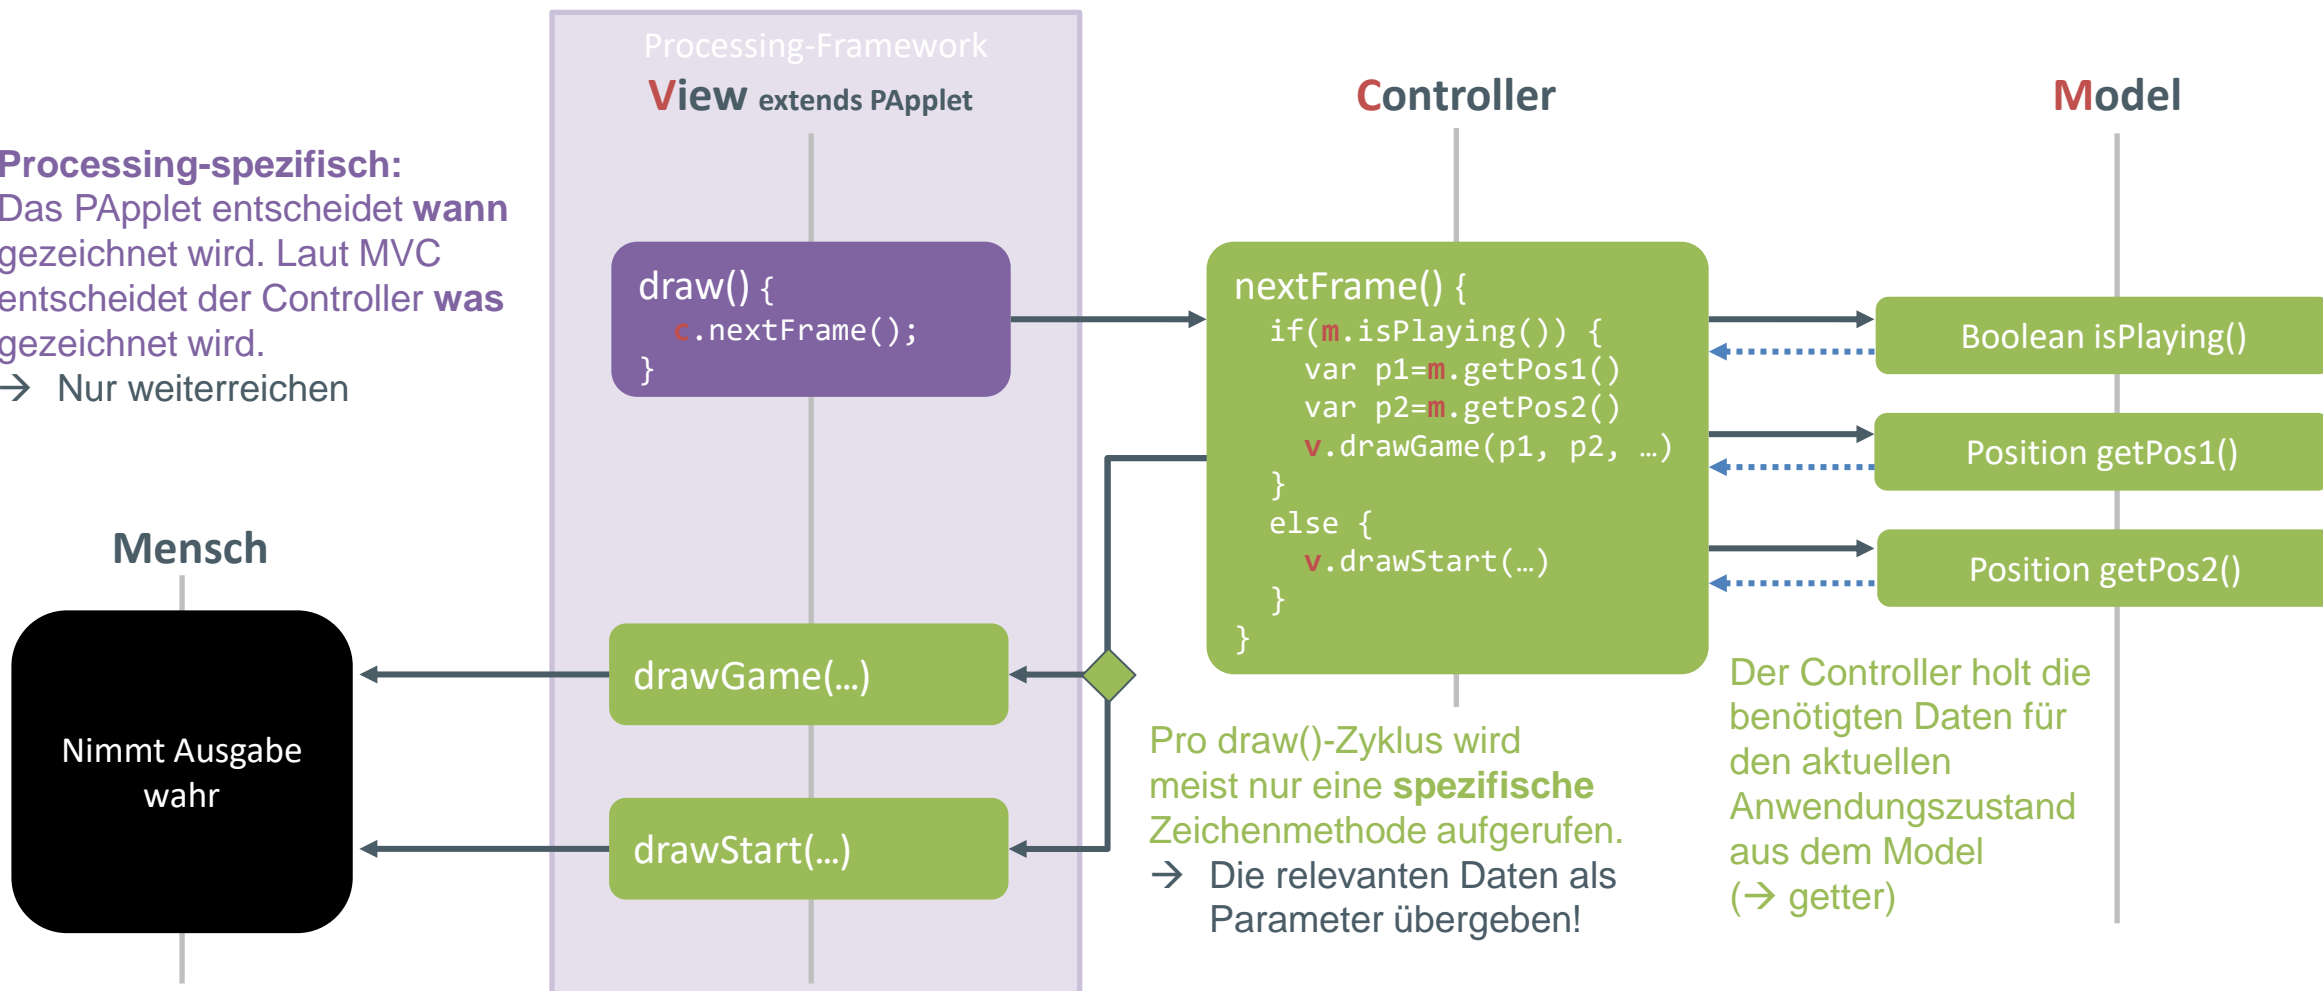 Processing-Framework
View extends PApplet
Controller
Model
Processing-spezifisch:
Das PApplet entscheidet wann
gezeichnet wird. Laut MVC
entscheidet der Controller was
gezeichnet wird.
→ Nur weiterreichen
draw() {
c.nextFrame();
}
nextFrame() {
if(m.isPlaying()) {
var p1=m.getPos1()
var p2=m.getPos2()
v.drawGame(p1, p2, …)
}
else {
v.drawStart(…)
}
}
Boolean isPlaying()
Position getPos1()
Position getPos2()
Mensch
Nimmt Ausgabe
wahr
drawGame(…)
drawStart(…)
Pro draw()-Zyklus wird
meist nur eine spezifische
Zeichenmethode aufgerufen.
→ Die relevanten Daten als
Parameter übergeben!
Der Controller holt die
benötigten Daten für
den aktuellen
Anwendungszustand
aus dem Model
(→ getter)